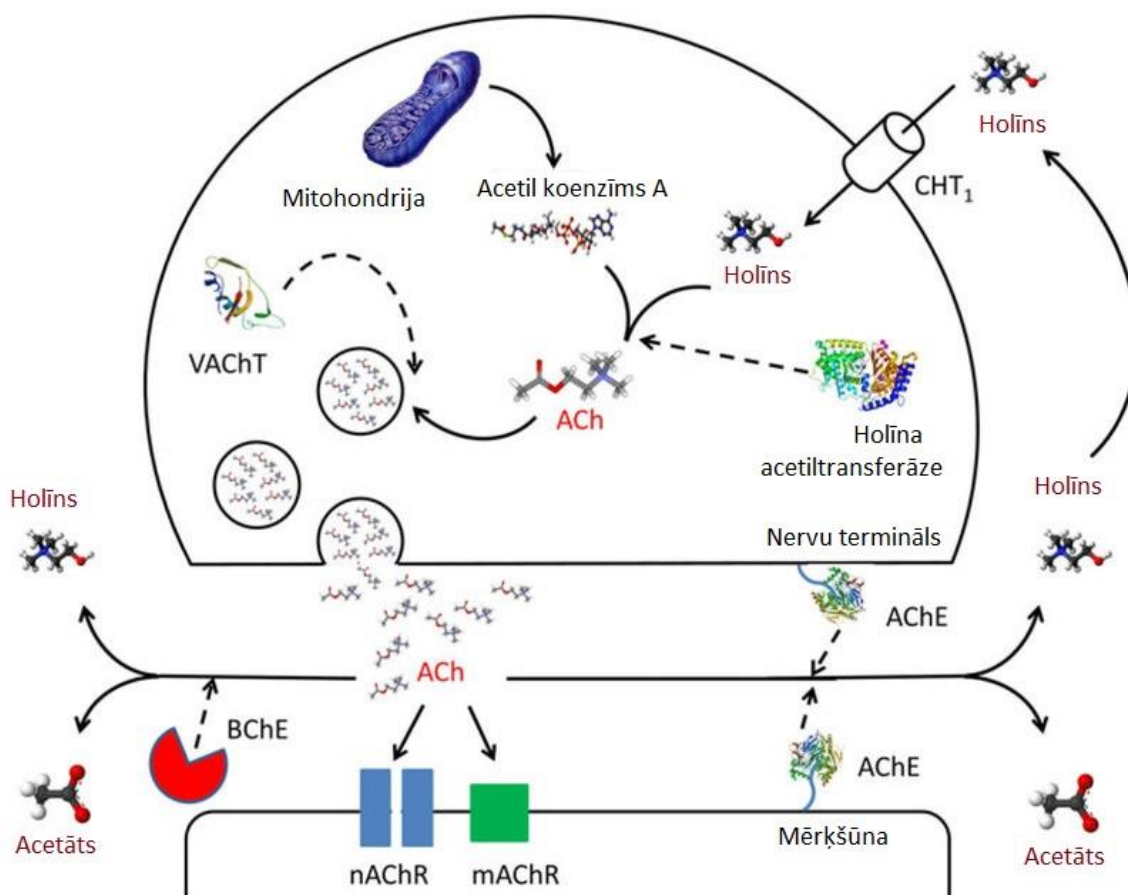 Holīns
CHT1
Mitohondrija
Acetil koenzīms A
Holīns
VAChT
ACh
Holīna
acetiltransferāze
Holīns
Holīns
Nervu termināls
AChE
ACh
BChE
AChE
Acetāts
Mērķšūna
Acetāts
nAChR
mAChR